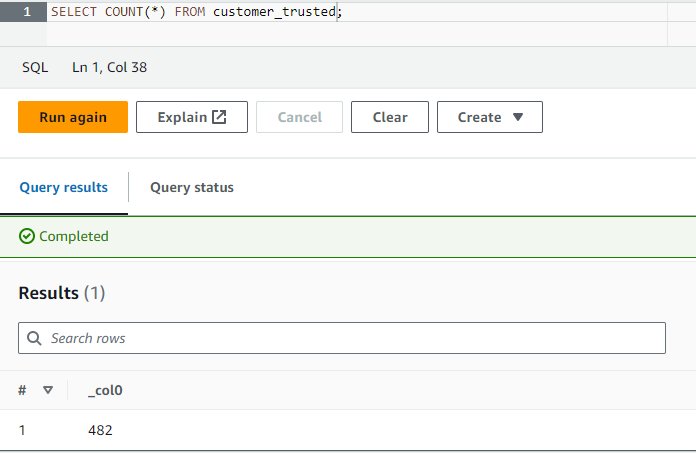 1 SELECT COUNT(*) FROM customer_trusted;
SQL Ln 1, Col 38
Run again Explain Cancel Clear Create
Query results Query status
Completed
Results (1)
Search rows
# _col0
1 482